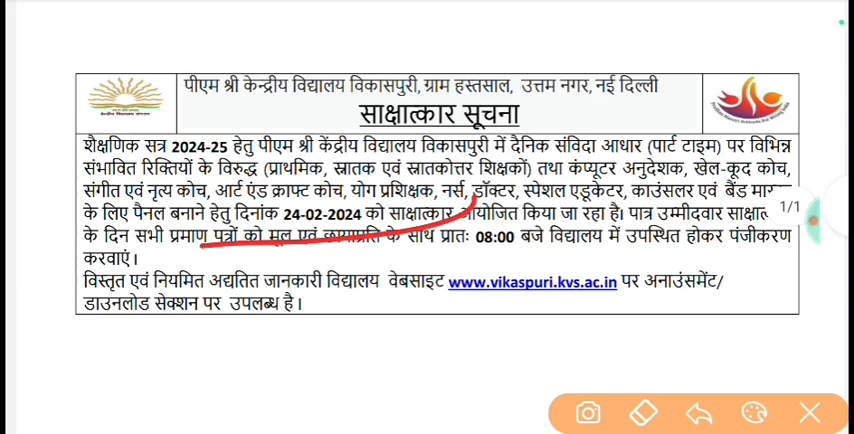 पीएम श्री केन्द्रीय विद्यालय विकासपुरी, ग्राम हस्तसाल, उत्तम नगर, नई दिल्ली
साक्षात्कार सूचना
शैक्षणिक सत्र 2024-25 हेतु पीएम श्री केंद्रीय विद्यालय विकासपुरी में दैनिक संविदा आधार (पार्ट टाइम) पर विभिन्न
संभावित रिक्तियों के विरुद्ध (प्राथमिक, स्नातक एवं स्नातकोत्तर शिक्षकों) तथा कंप्यूटर अनुदेशक, खेल-कूद कोच,
संगीत एवं नृत्य कोच, आर्ट एंड क्राफ्ट कोच, योग प्रशिक्षक, नर्स, डॉक्टर, स्पेशल एडूकेटर, काउंसलर एवं बैंड
के लिए पैनल बनाने हेतु दिनांक 24-02-2024 को साक्षात्कार आयोजित किया जा रहा है। पात्र उम्मीदवार
1/1
के दिन सभी प्रमाण पत्रों को मूल एवं छायाप्रति के साथ प्रातः 08:00 बजे विद्यालय में उपस्थित होकर पंजीकरण
करवाएं।
विस्तृत एवं नियमित अद्यतित जानकारी विद्यालय वेबसाइट www.vikaspuri.kvs.ac.in पर अनाउंसमेंट/
डाउनलोड सेक्शन पर उपलब्ध है।